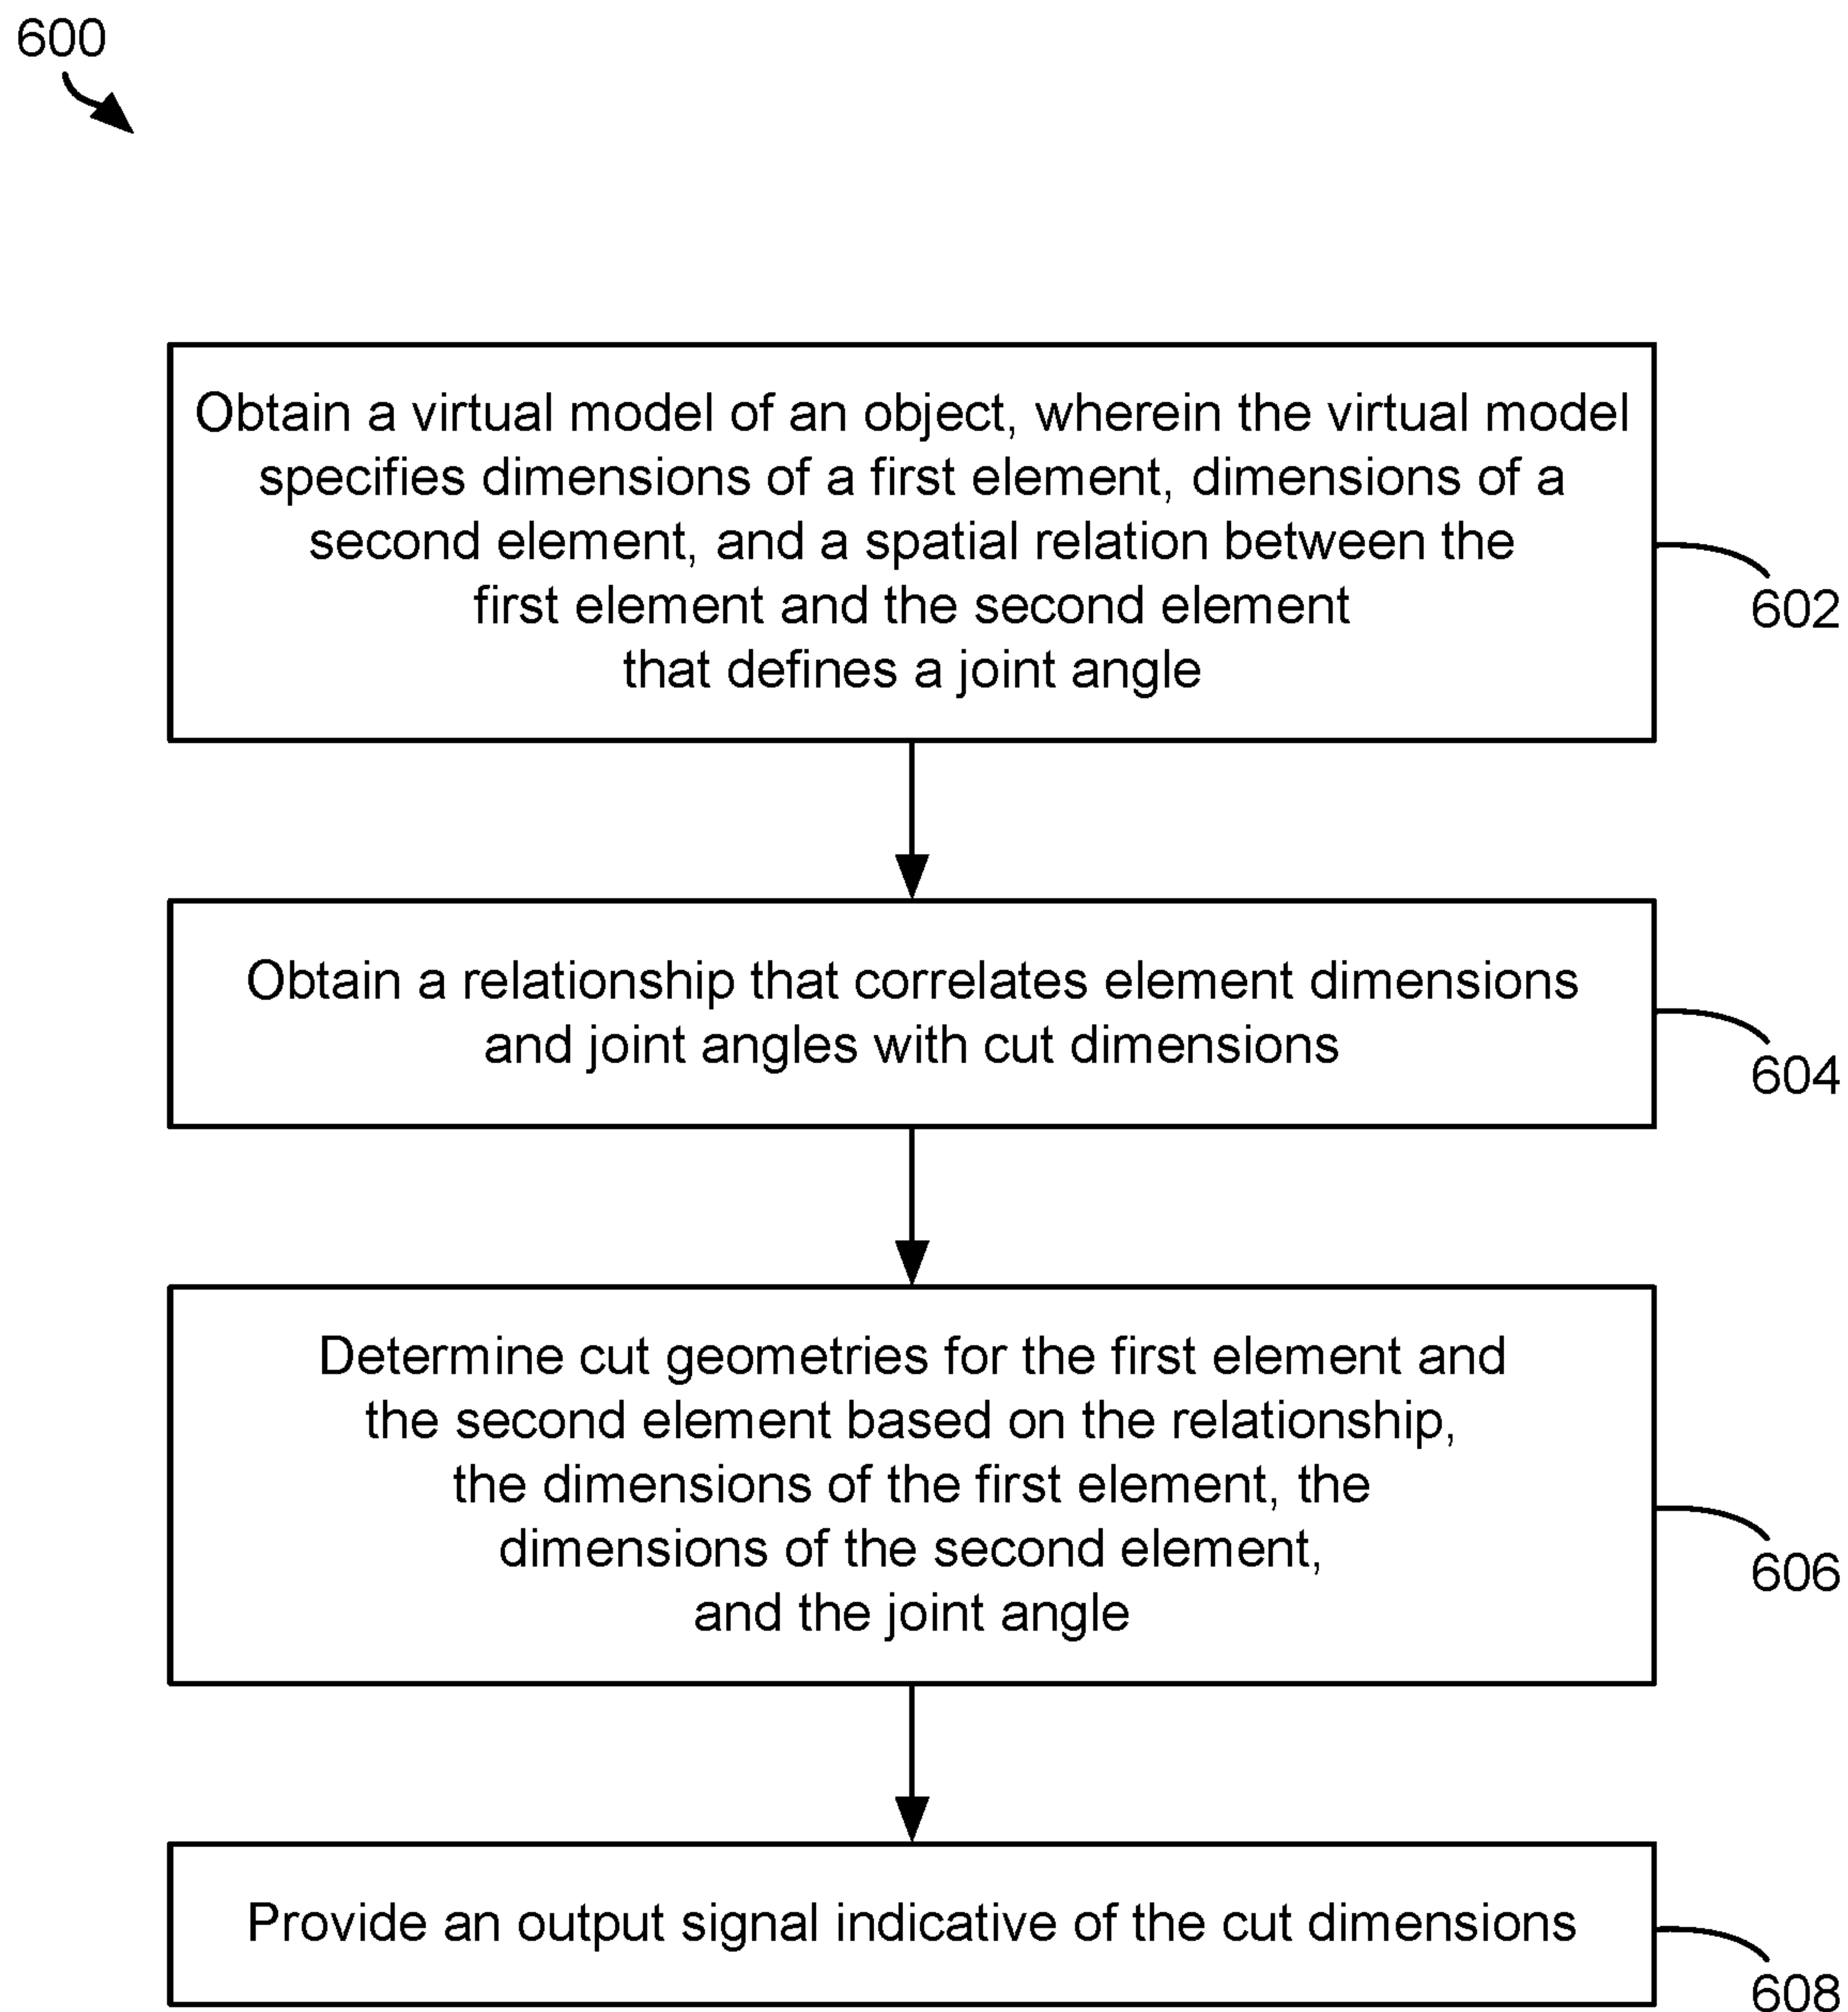 600
Obtain a virtual model of an object, wherein the virtual model
specifies dimensions of a first element, dimensions of a
second element, and a spatial relation between the
first element and the second element
that defines a joint angle
602
Obtain a relationship that correlates element dimensions
and joint angles with cut dimensions
604
Determine cut geometries for the first element and
the second element based on the relationship,
the dimensions of the first element, the
dimensions of the second element,
and the joint angle
606
Provide an output signal indicative of the cut dimensions
608